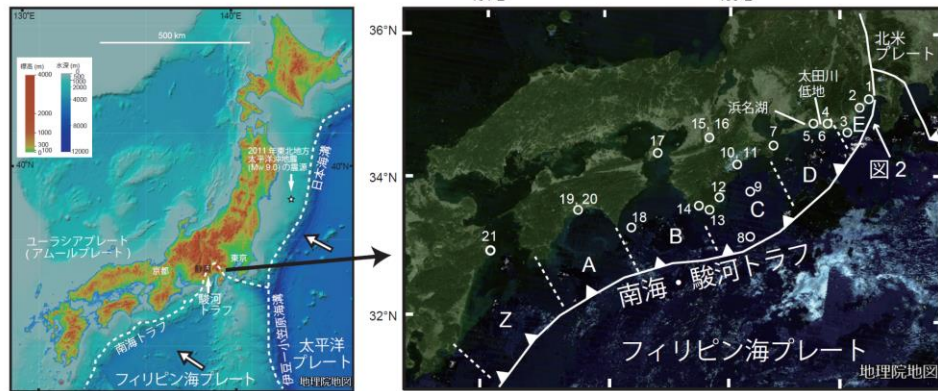 130°E
140°E
500 km
標高 (m)
水深 (m)
4000
3000
2000
1000
300
100
0
500
1000
2000
4000
8000
12000
40°N
40°N
2011年東北地方
太平洋沖地震
(Mw 9.0) の震源
日本海溝
ユーラシアプレート
(アムールプレート)
京都
東京
静岡
駿河
トラフ
南海トラフ
伊豆ー小笠原海溝
太平洋
プレート
フィリピン海プレート
地理院地図
36°N
34°N
32°N
北米
プレート
太田川
低地
浜名湖
図2
1
2
3
4
5, 6
7
8
9
10
11
12
13
14
15
16
17
18
19
20
21
Z
A
B
C
D
E
南海・駿河トラフ
フィリピン海プレート
地理院地図